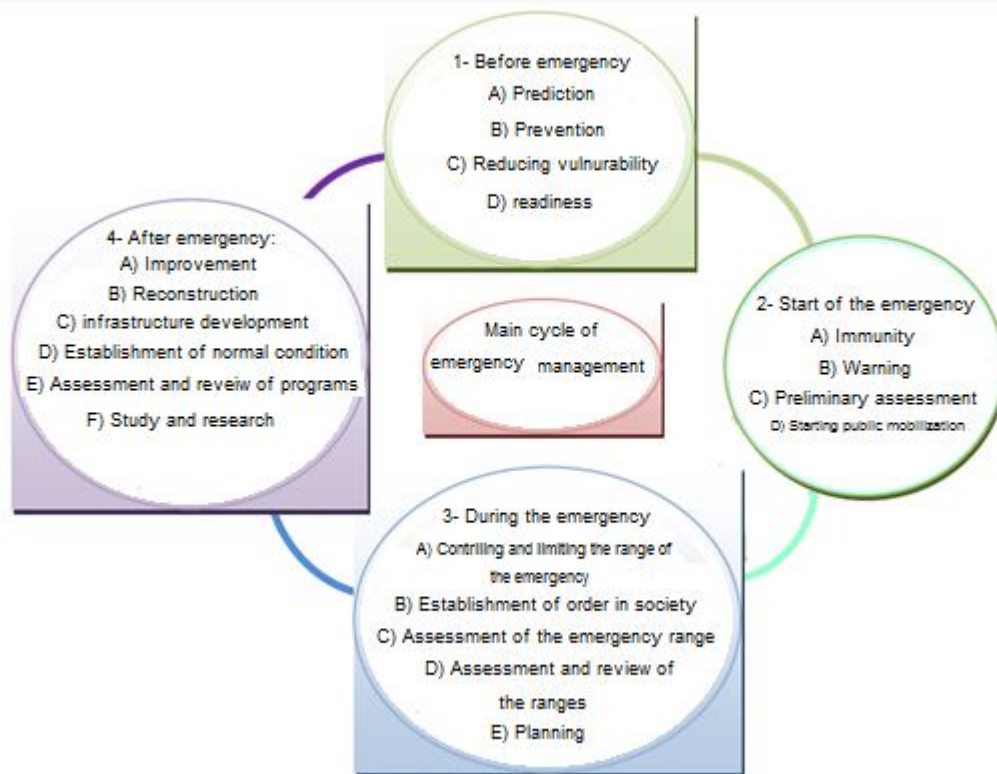 1- Before emergency
A) Prediction
B) Prevention
C) Reducing vulnurability
D) readiness
2- Start of the emergency
A) Immunity
B) Warning
C) Preliminary assessment
D) Starting public mobilization
3- During the emergency
A) Contrlling and limiting the range of
the emergency
B) Establishment of order in society
C) Assessment of the emergency range
D) Assessment and review of
the ranges
E) Planning
4- After emergency:
A) Improvement
B) Reconstruction
C) infrastructure development
D) Establishment of normal condition
E) Assessment and reveiw of programs
F) Study and research
Main cycle of
emergency management